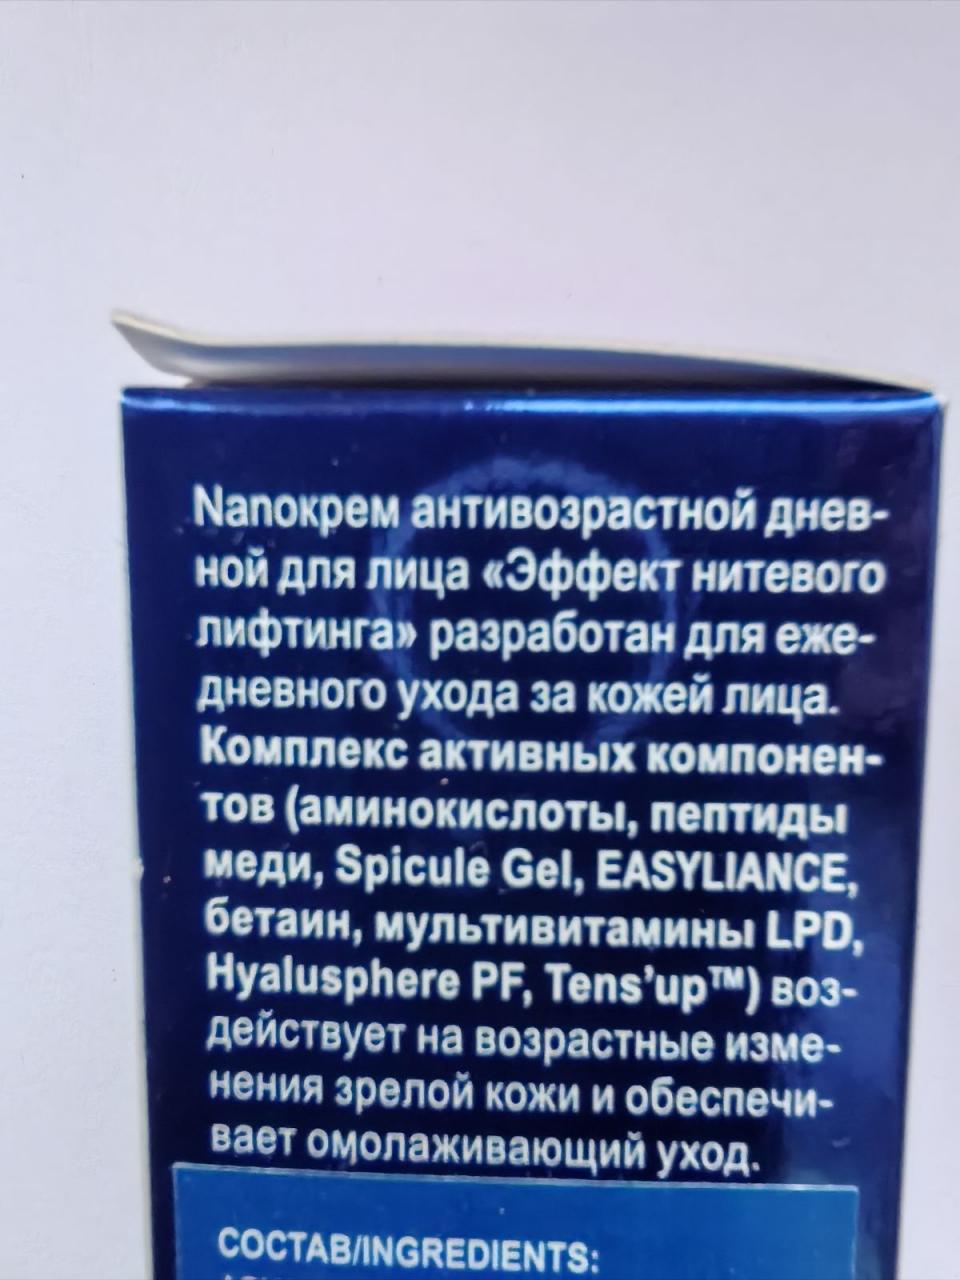 Nanoкрем антивозрастной днев-
ной для лица «Эффект нитевого
лифтинга» разработан для еже-
дневного ухода за кожей лица.
Комплекс активных компонен-
тов (аминокислоты, пептиды
меди, Spicule Gel, EASYLIANCE,
бетаин, мультивитамины LPD,
Hyalusphere PF, Tens’up™) воз-
действует на возрастные изме-
нения зрелой кожи и обеспечи-
вает омолаживающий уход.
СОСТАВ/INGREDIENTS: